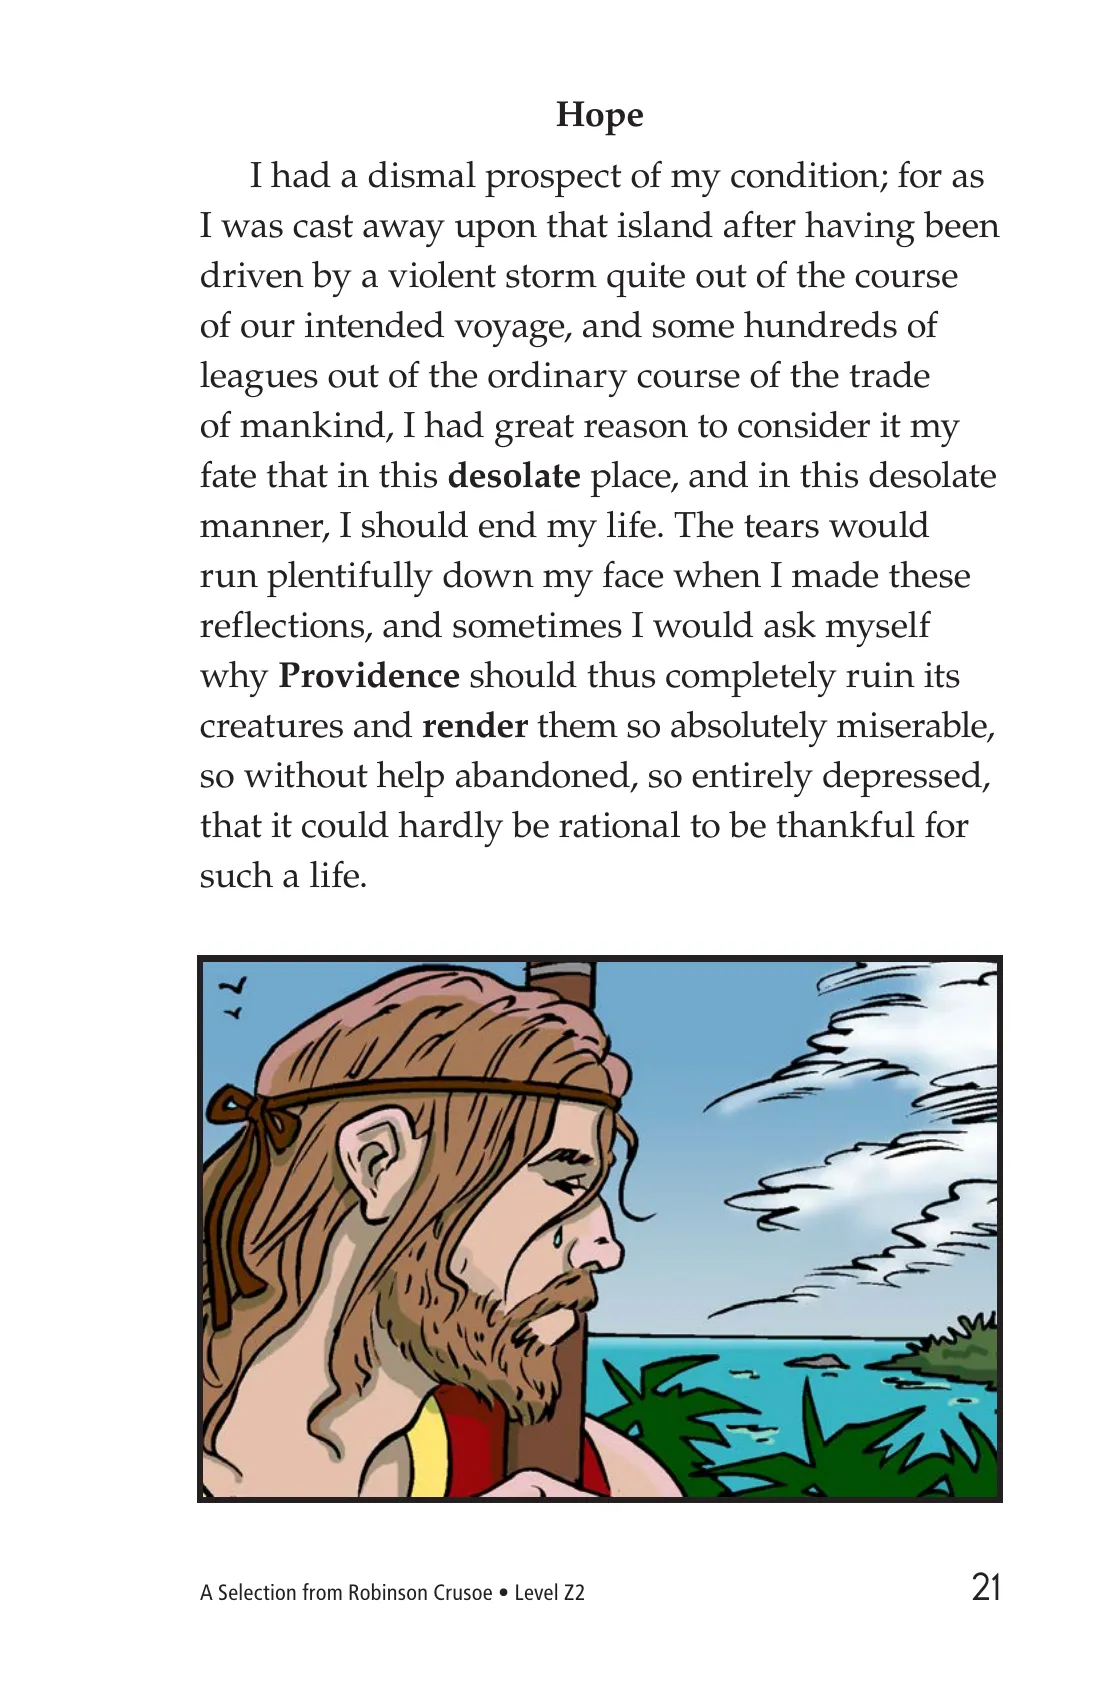 Hope
I had a dismal prospect of my condition; for as
I was cast away upon that island after having been
driven by a violent storm quite out of the course
of our intended voyage, and some hundreds of
leagues out of the ordinary course of the trade
of mankind, I had great reason to consider it my
fate that in this desolate place, and in this desolate
manner, I should end my life. The tears would
run plentifully down my face when I made these
reflections, and sometimes I would ask myself
why Providence should thus completely ruin its
creatures and render them so absolutely miserable,
so without help abandoned, so entirely depressed,
that it could hardly be rational to be thankful for
such a life.
A Selection from Robinson Crusoe • Level Z2
21